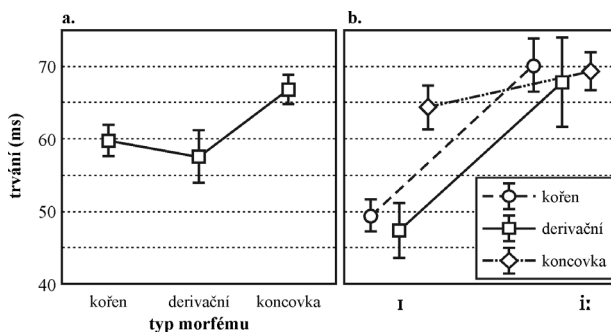 a.
b.
trvání (ms)
70
60
50
40
kořen
derivační
koncovka
typ morfému
kořen
derivační
koncovka
ɪ
iː